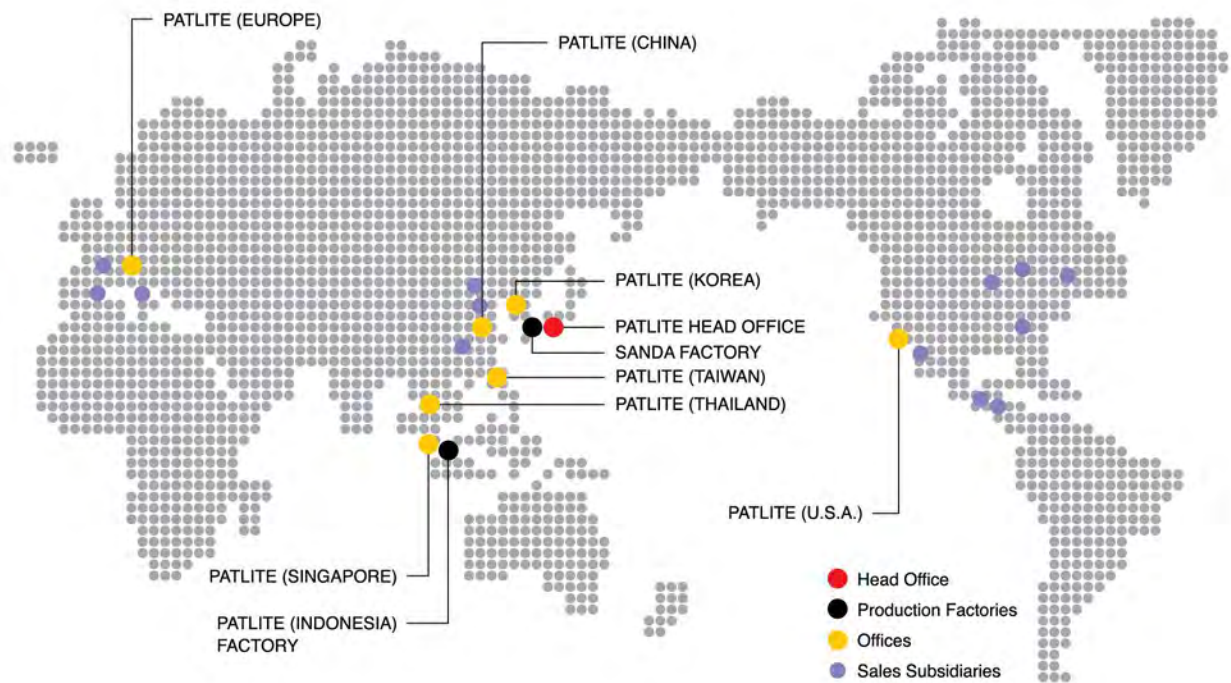 PATLITE (EUROPE)
PATLITE (CHINA)
PATLITE (KOREA)
PATLITE HEAD OFFICE
SANDA FACTORY
PATLITE (TAIWAN)
PATLITE (THAILAND)
PATLITE (U.S.A.)
PATLITE (SINGAPORE)
PATLITE (INDONESIA)
FACTORY
Head Office
Production Factories
Offices
Sales Subsidiaries